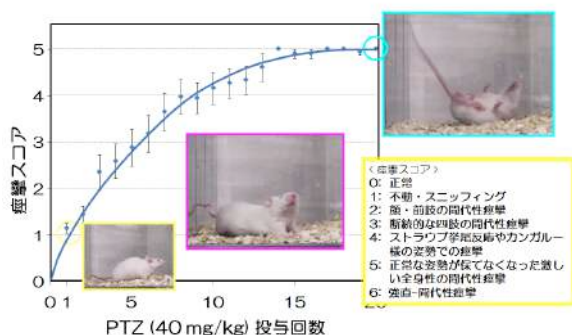 5
4
3
2
1
0
痙攣スコア
0 1
5
10
15
PTZ (40 mg/kg) 投与回数
<痙攣スコア>
0: 正常
1: 不動・スニッフィング
2: 顔・前肢の間代性痙攣
3: 断続的な四肢の間代性痙攣
4: ストラウブ挙尾反応やカンガルー
様の姿勢での痙攣
5: 正常な姿勢が保てなくなった激し
い全身性の間代性痙攣
6: 強直-間代性痙攣